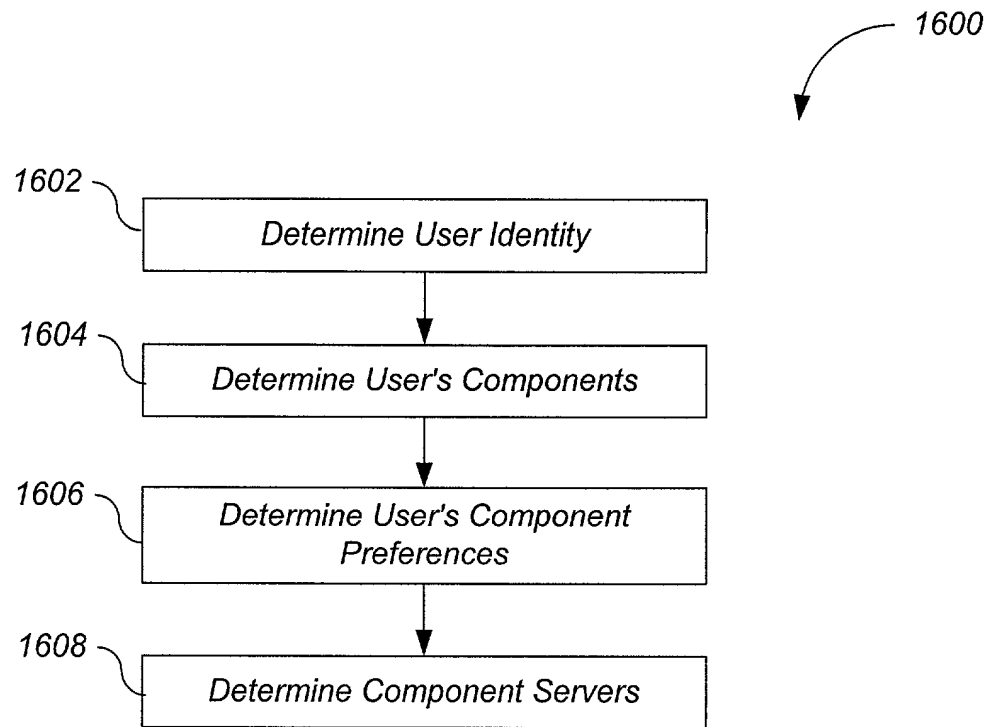 1600
1602
Determine User Identity
1604
Determine User's Components
1606
Determine User's Component
Preferences
1608
Determine Component Servers